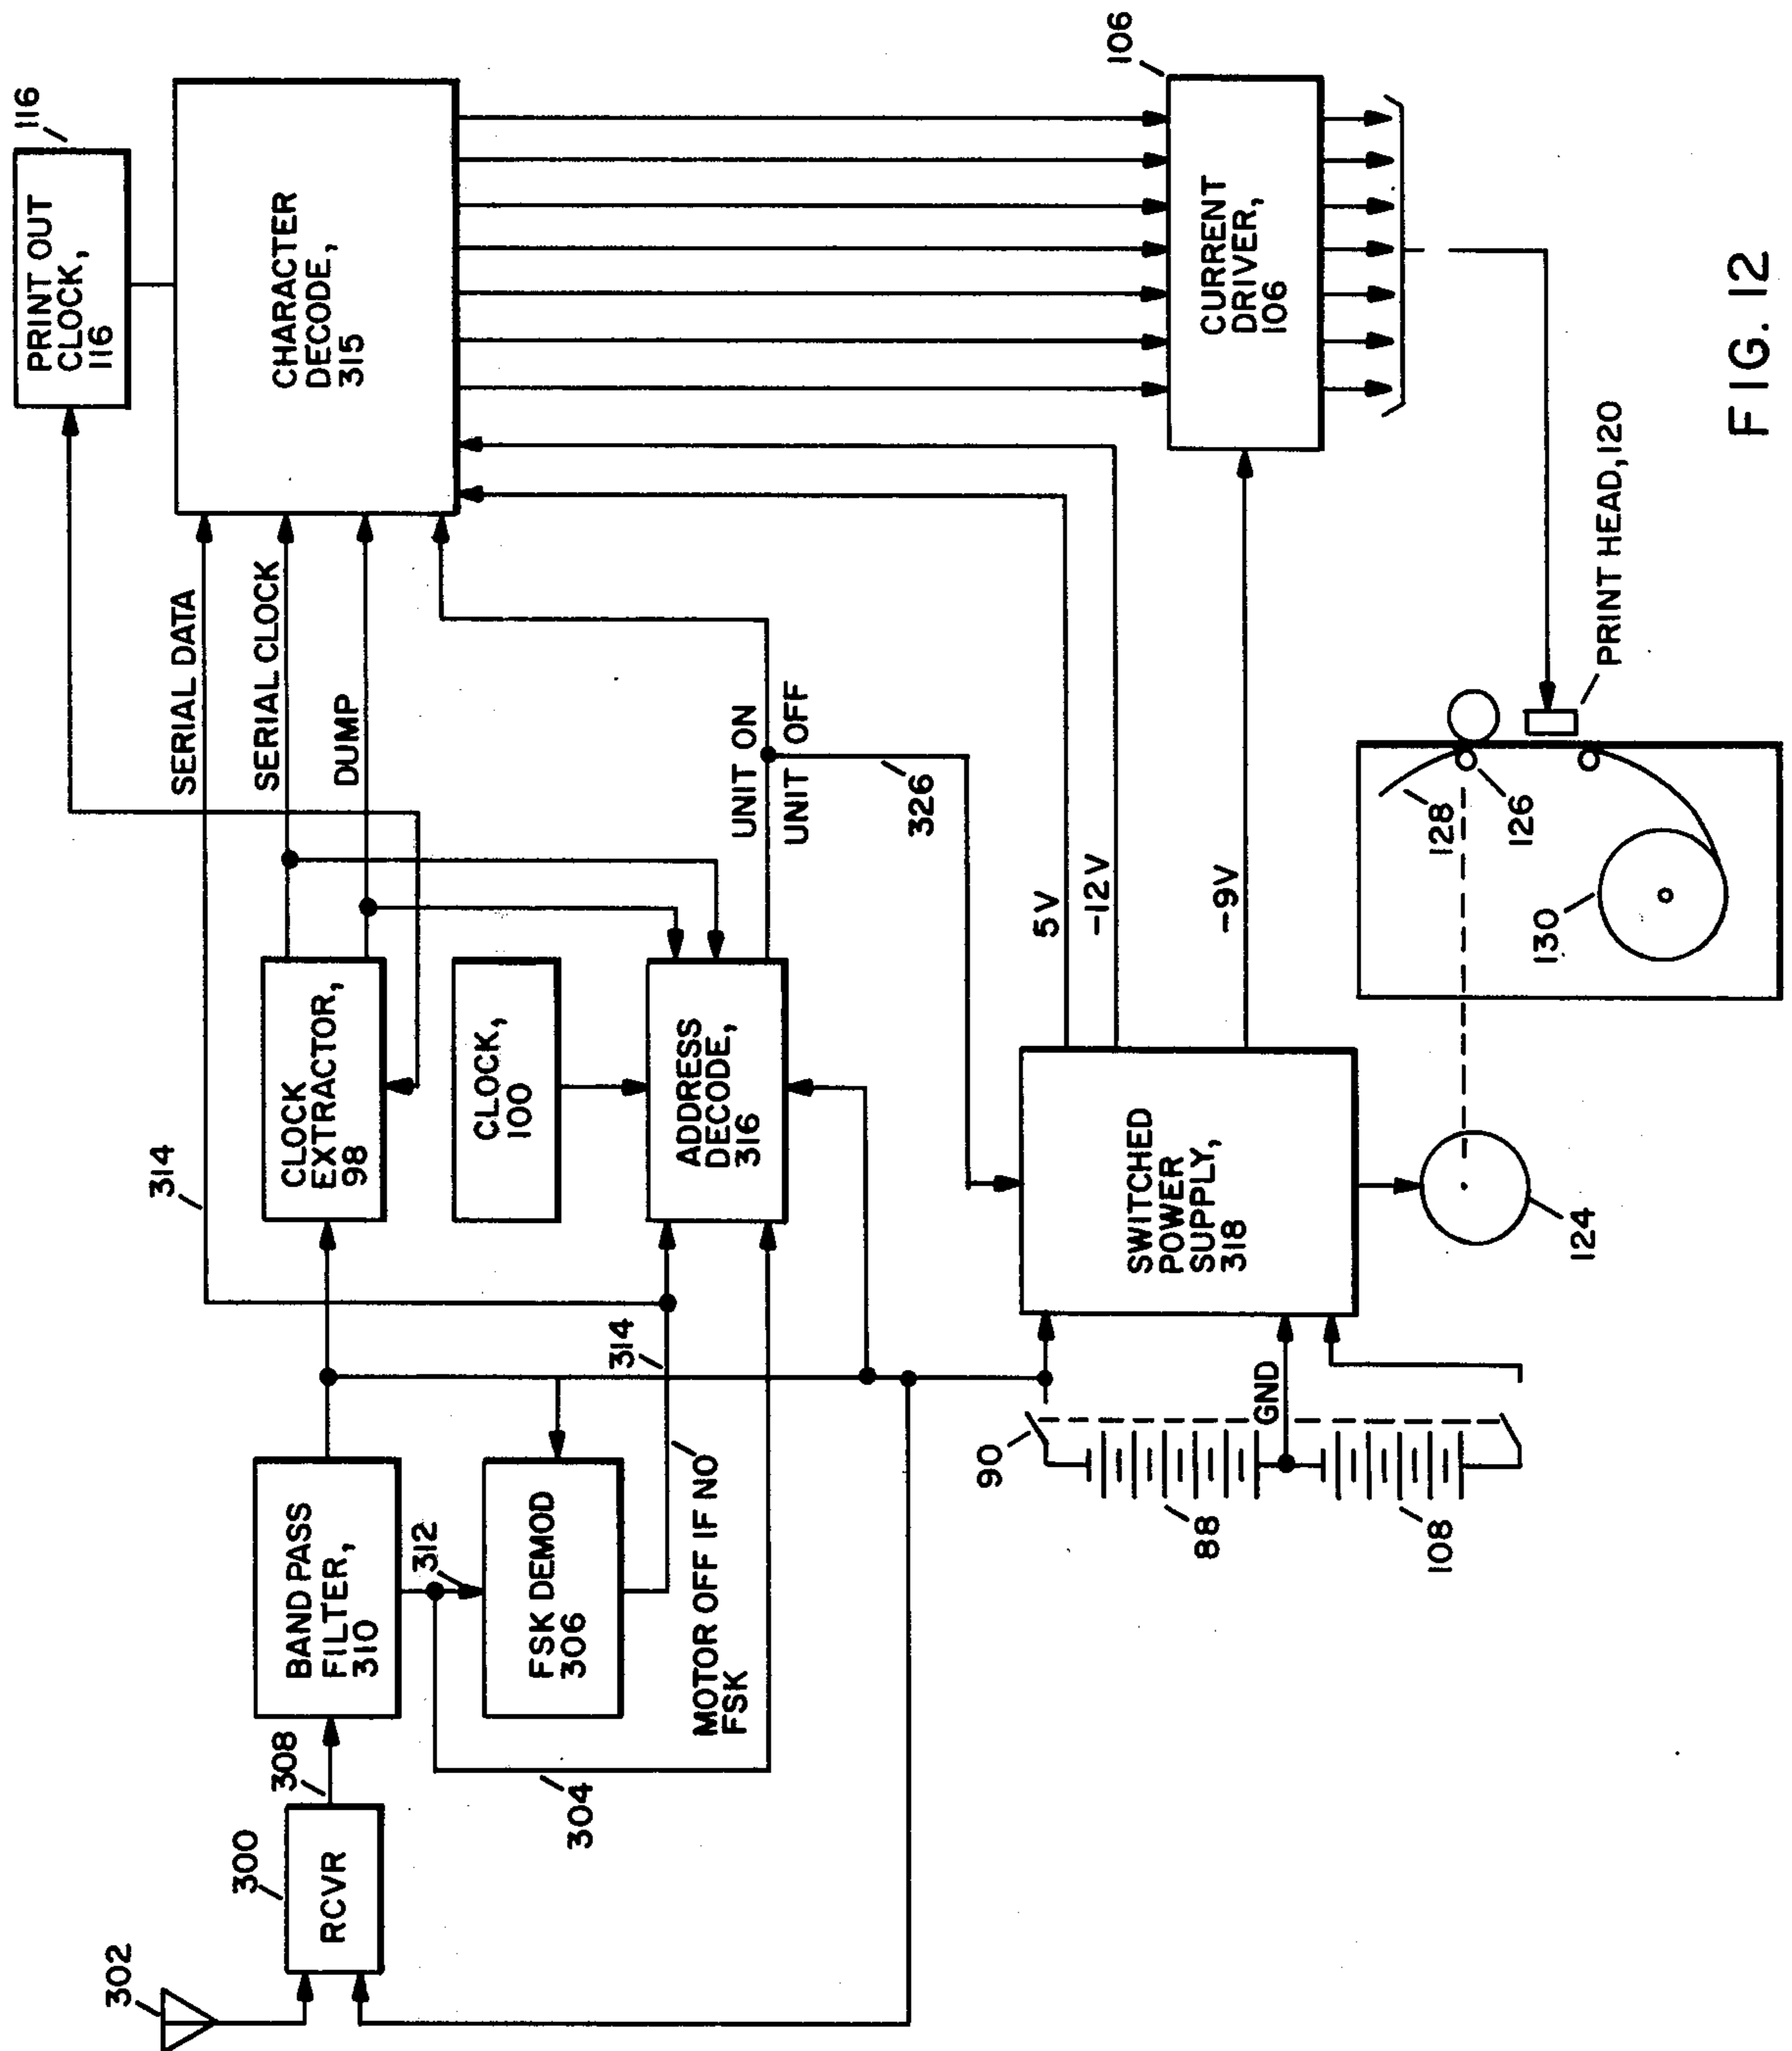 302
300
RCVR
308
BAND PASS
FILTER,
310
312
FSK DEMOD
306
304
MOTOR OFF IF NO
FSK
314
314
CLOCK
EXTRACTOR,
98
CLOCK,
100
ADDRESS
DECODE,
316
SERIAL DATA
SERIAL CLOCK
DUMP
UNIT ON
UNIT OFF
326
PRINT OUT
CLOCK,
116
116
CHARACTER
DECODE,
315
90
88
GND
108
SWITCHED
POWER
SUPPLY,
318
5V
-12V
-9V
CURRENT
DRIVER,
106
106
124
130
128
126
PRINT HEAD,120
FIG. 12